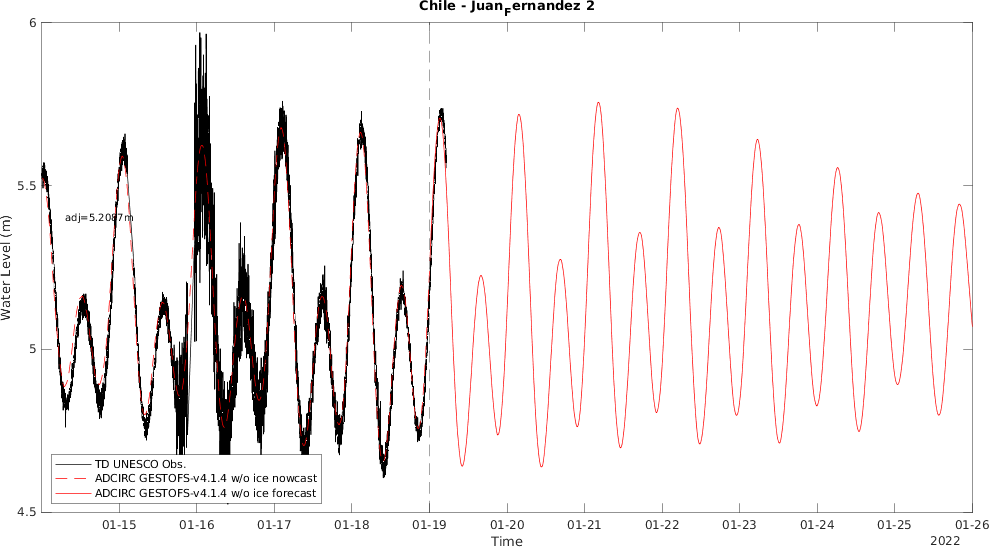 Chile - Juan_Fernandez 2
6
5.5
5
4.5
Water Level (m)
adj=5.2087m
TD UNESCO Obs.
ADCIRC GESTOFS-v4.1.4 w/o ice nowcast
ADCIRC GESTOFS-v4.1.4 w/o ice forecast
01-15 01-16 01-17 01-18 01-19 01-20 01-21 01-22 01-23 01-24 01-25 01-26
Time
2022